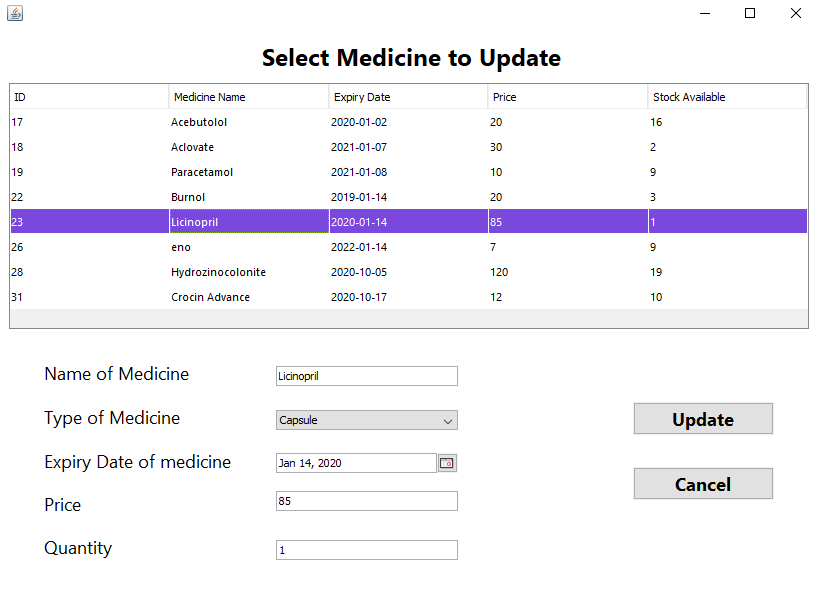 Select Medicine to Update
ID Medicine Name Expiry Date Price Stock Available
17 Acebutolol 2020-01-02 20 16
18 Aclovate 2021-01-07 30 2
19 Paracetamol 2021-01-08 10 9
22 Burnol 2019-01-14 20 3
23 Licinopril 2020-01-14 85 1
26 eno 2022-01-14 7 9
28 Hydrozinocolonite 2020-10-05 120 19
31 Crocin Advance 2020-10-17 12 10
Name of Medicine Licinopril
Type of Medicine Capsule
Update
Expiry Date of medicine Jan 14, 2020
Cancel
Price 85
Quantity 1